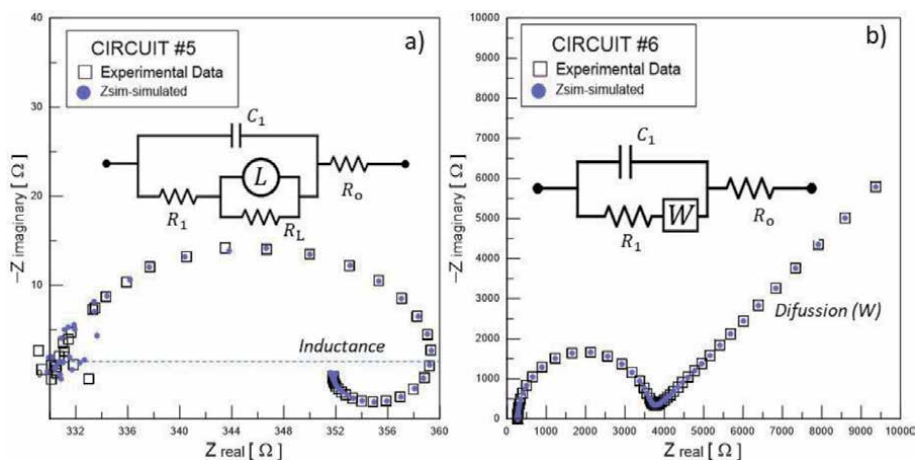 a)
CIRCUIT #5
Experimental Data
Zsim-simulated
C₁
L
R₁
R_L
Rₒ
Inductance
40
30
20
10
–Z imaginary [ Ω ]
332 336 340 344 348 352 356 360
Z real [ Ω ]
b)
CIRCUIT #6
Experimental Data
Zsim-simulated
C₁
W
R₁
Rₒ
Difussion (W)
10000
9000
8000
7000
6000
5000
4000
3000
2000
1000
0
–Z imaginary [ Ω ]
0 1000 2000 3000 4000 5000 6000 7000 8000 9000 10000
Z real [ Ω ]